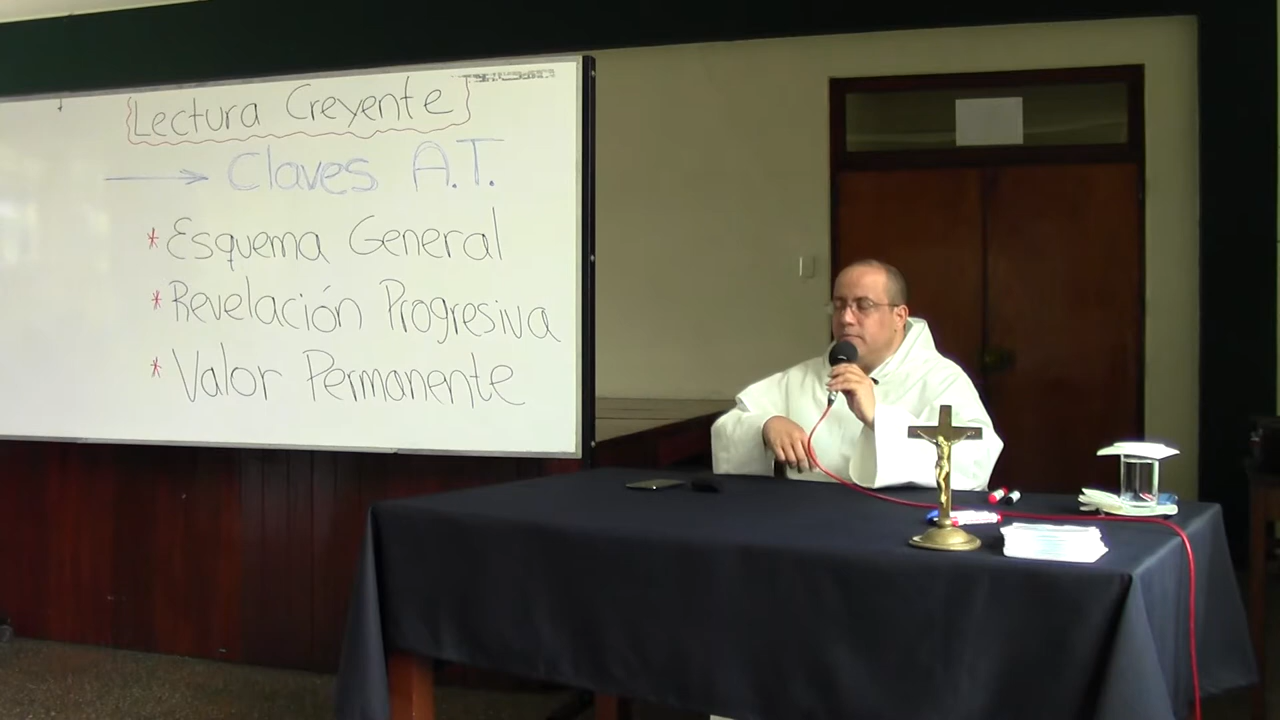 Lectura Creyente
Claves A.T.
* Esquema General
* Revelación Progresiva
* Valor Permanente